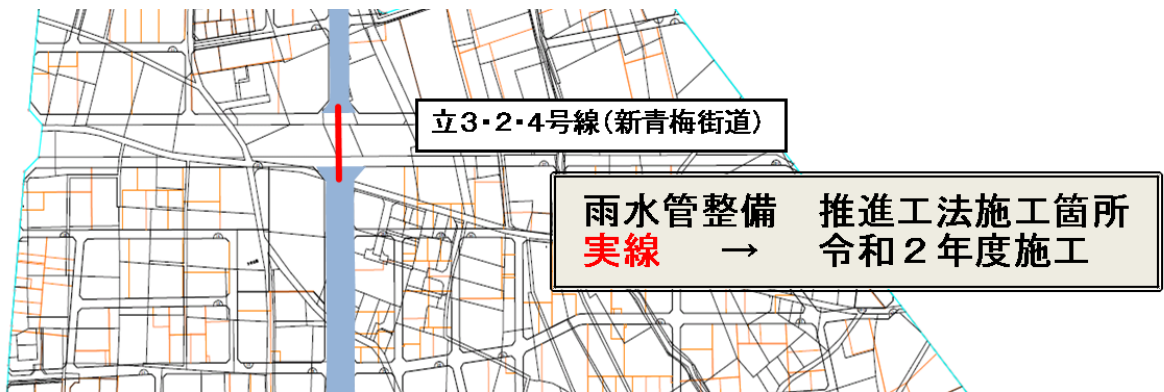 立3・2・4号線(新青梅街道)
雨水管整備　推進工法施工箇所
実線　→　令和２年度施工